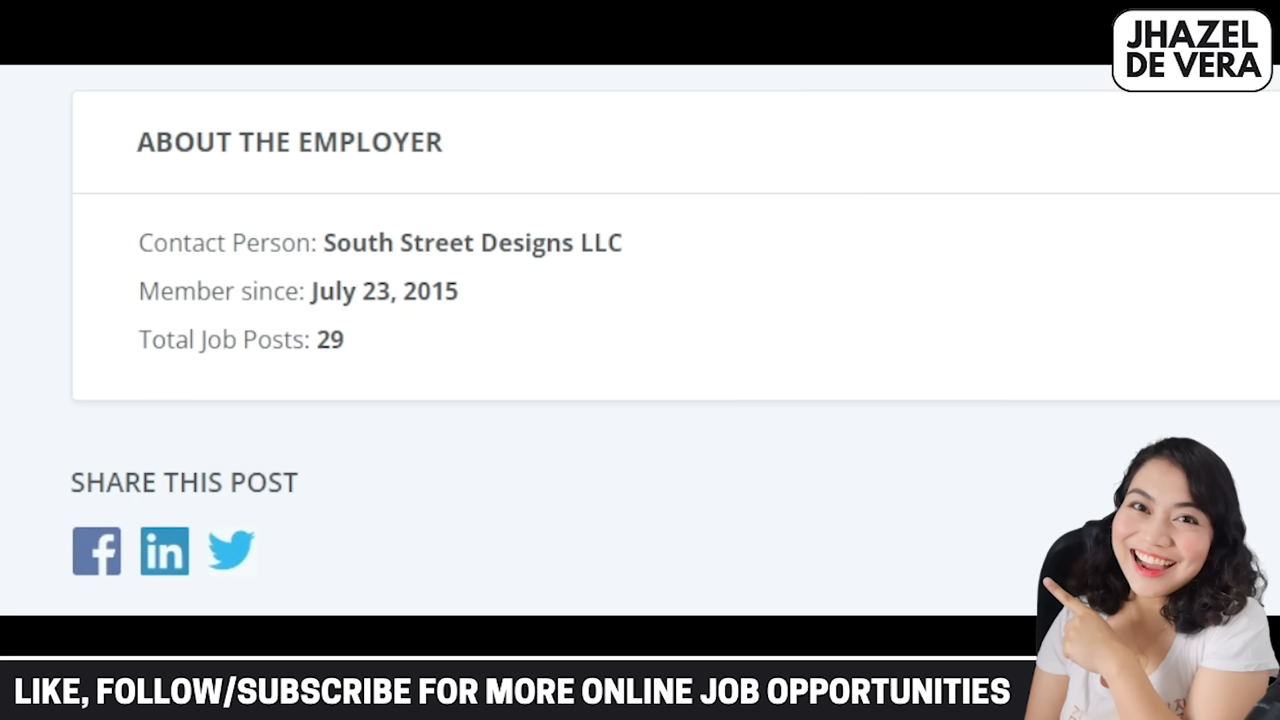 JHAZEL
DE VERA
ABOUT THE EMPLOYER
Contact Person: South Street Designs LLC
Member since: July 23, 2015
Total Job Posts: 29
SHARE THIS POST
f in
LIKE, FOLLOW/SUBSCRIBE FOR MORE ONLINE JOB OPPORTUNITIES